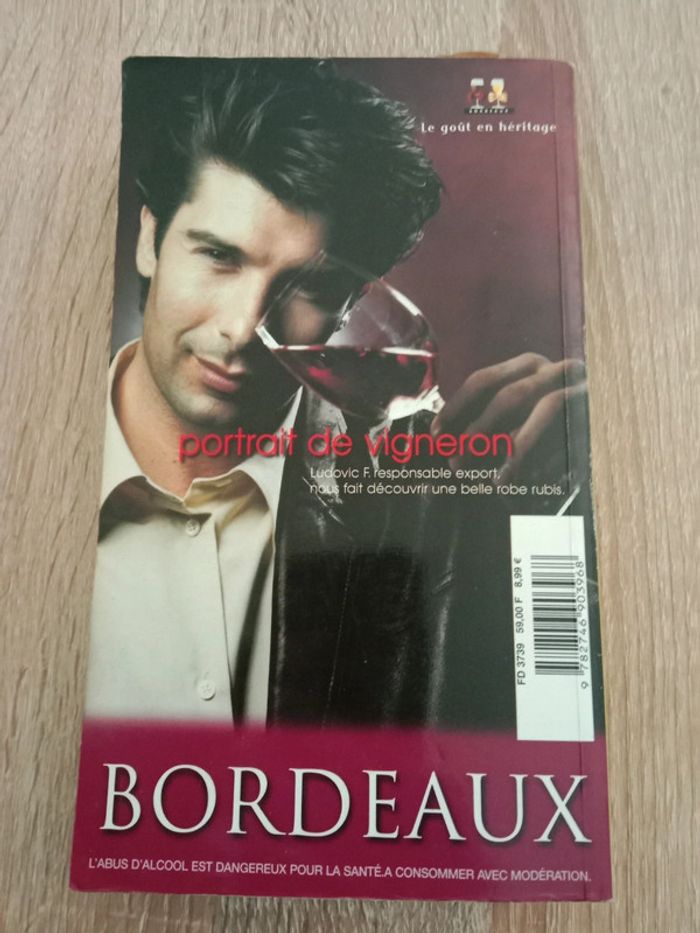 BORDEAUX
Le goût en héritage
portrait de vigneron
Ludovic F. responsable export,
nous fait découvrir une belle robe rubis.
FD 3739 59,00 F 8,99 €
9 782746 903968
BORDEAUX
L'ABUS D'ALCOOL EST DANGEREUX POUR LA SANTÉ.A CONSOMMER AVEC MODÉRATION.